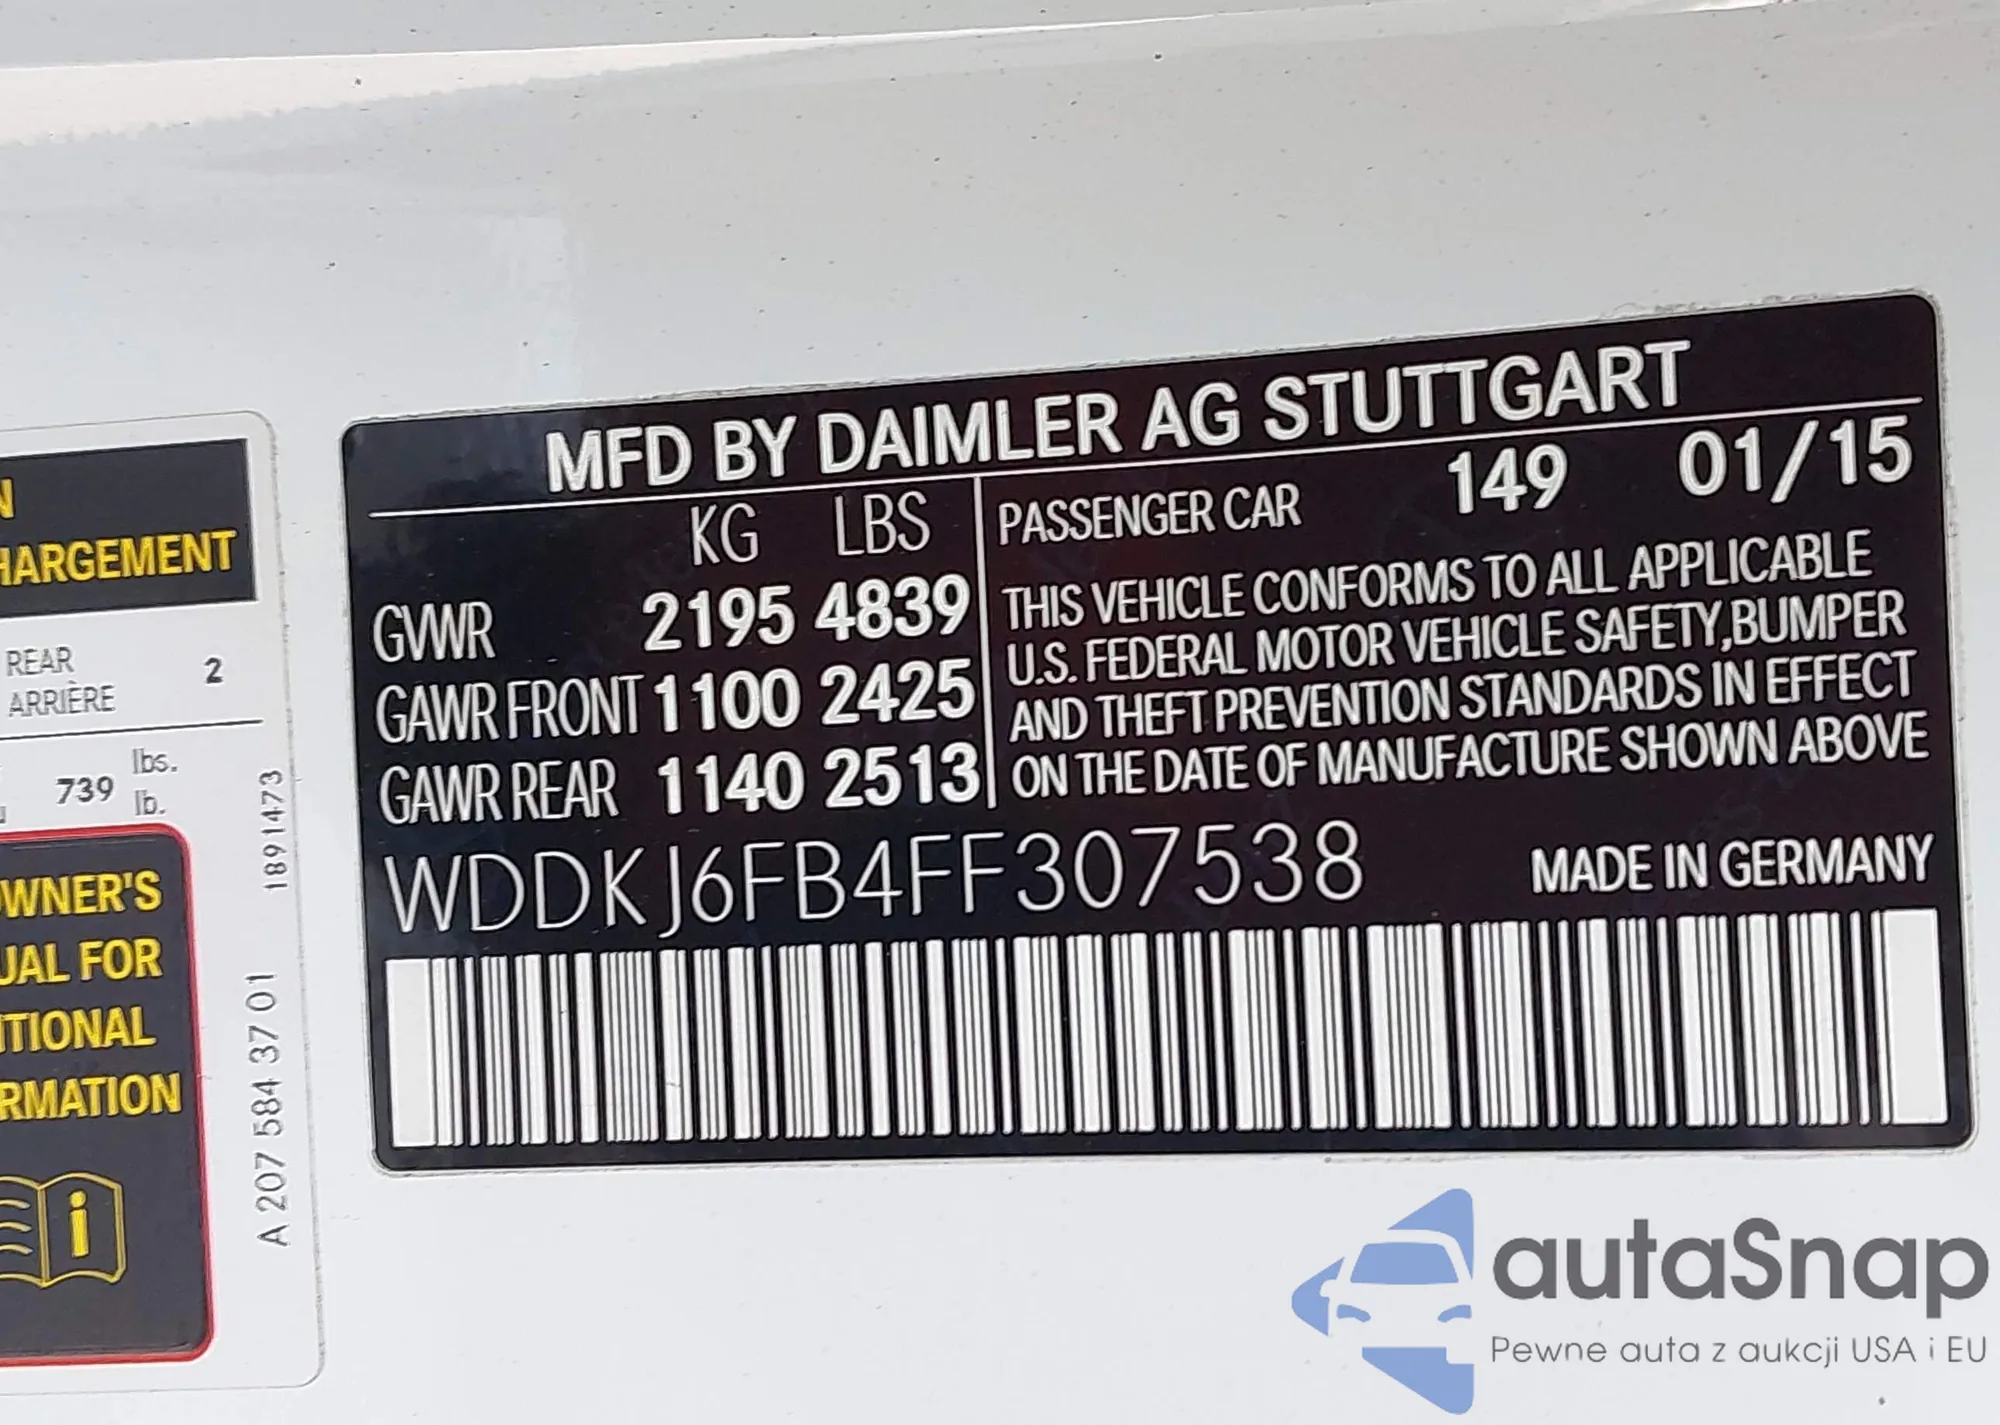 N
HARGEMENT
REAR
ARRIÈRE
2
739
lbs.
lb.
OWNER'S
UAL FOR
ITIONAL
RMATION
i
A 207 584 37 01
1891473
MFD BY DAIMLER AG STUTTGART
KG LBS
GVWR 2195 4839
GAWR FRONT 1100 2425
GAWR REAR 1140 2513
PASSENGER CAR 149 01/15
THIS VEHICLE CONFORMS TO ALL APPLICABLE
U.S. FEDERAL MOTOR VEHICLE SAFETY,BUMPER
AND THEFT PREVENTION STANDARDS IN EFFECT
ON THE DATE OF MANUFACTURE SHOWN ABOVE
WDDKJ6FB4FF307538
MADE IN GERMANY
autaSnap
Pewne auta z aukcji USA i EU